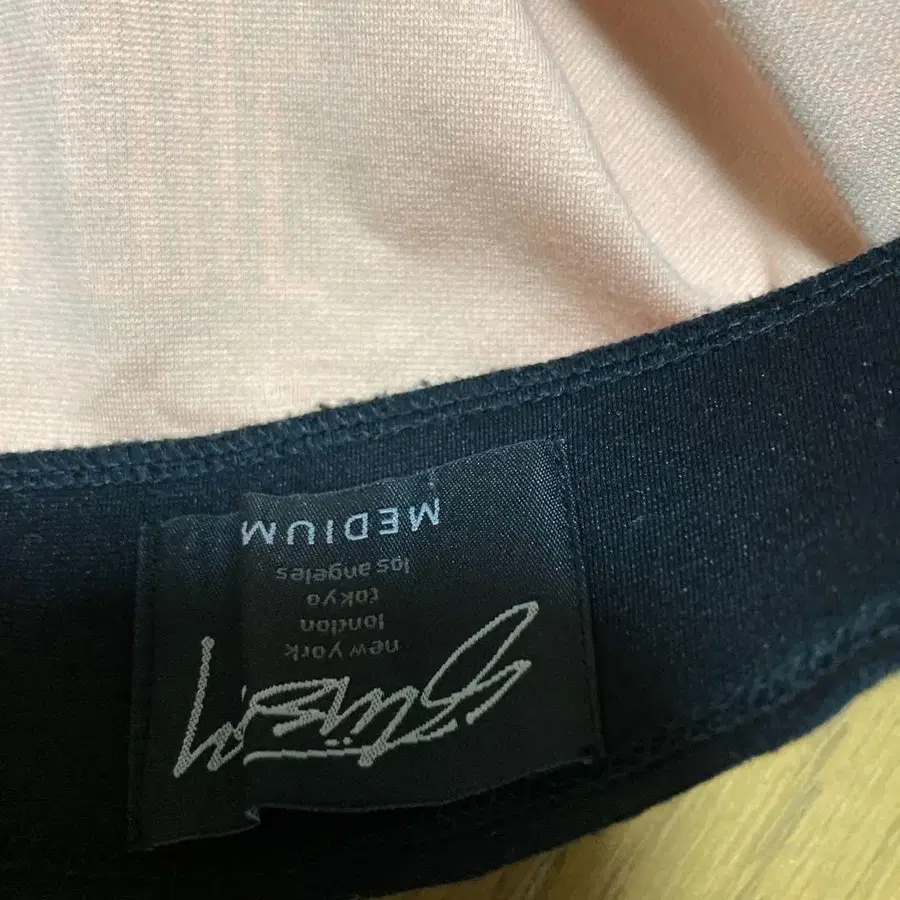 Stüssy
new york
london
tokyo
los angeles
MEDIUM